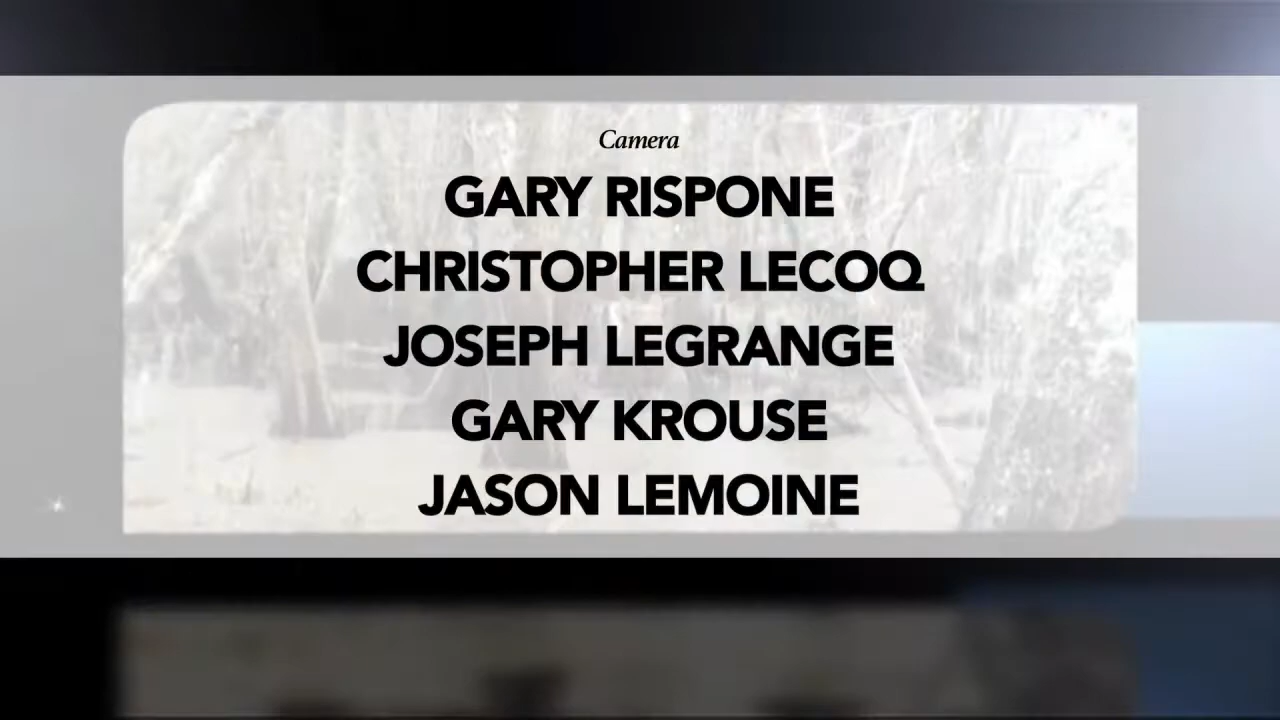 Camera
GARY RISPONE
CHRISTOPHER LECOQ
JOSEPH LEGRANGE
GARY KROUSE
JASON LEMOINE